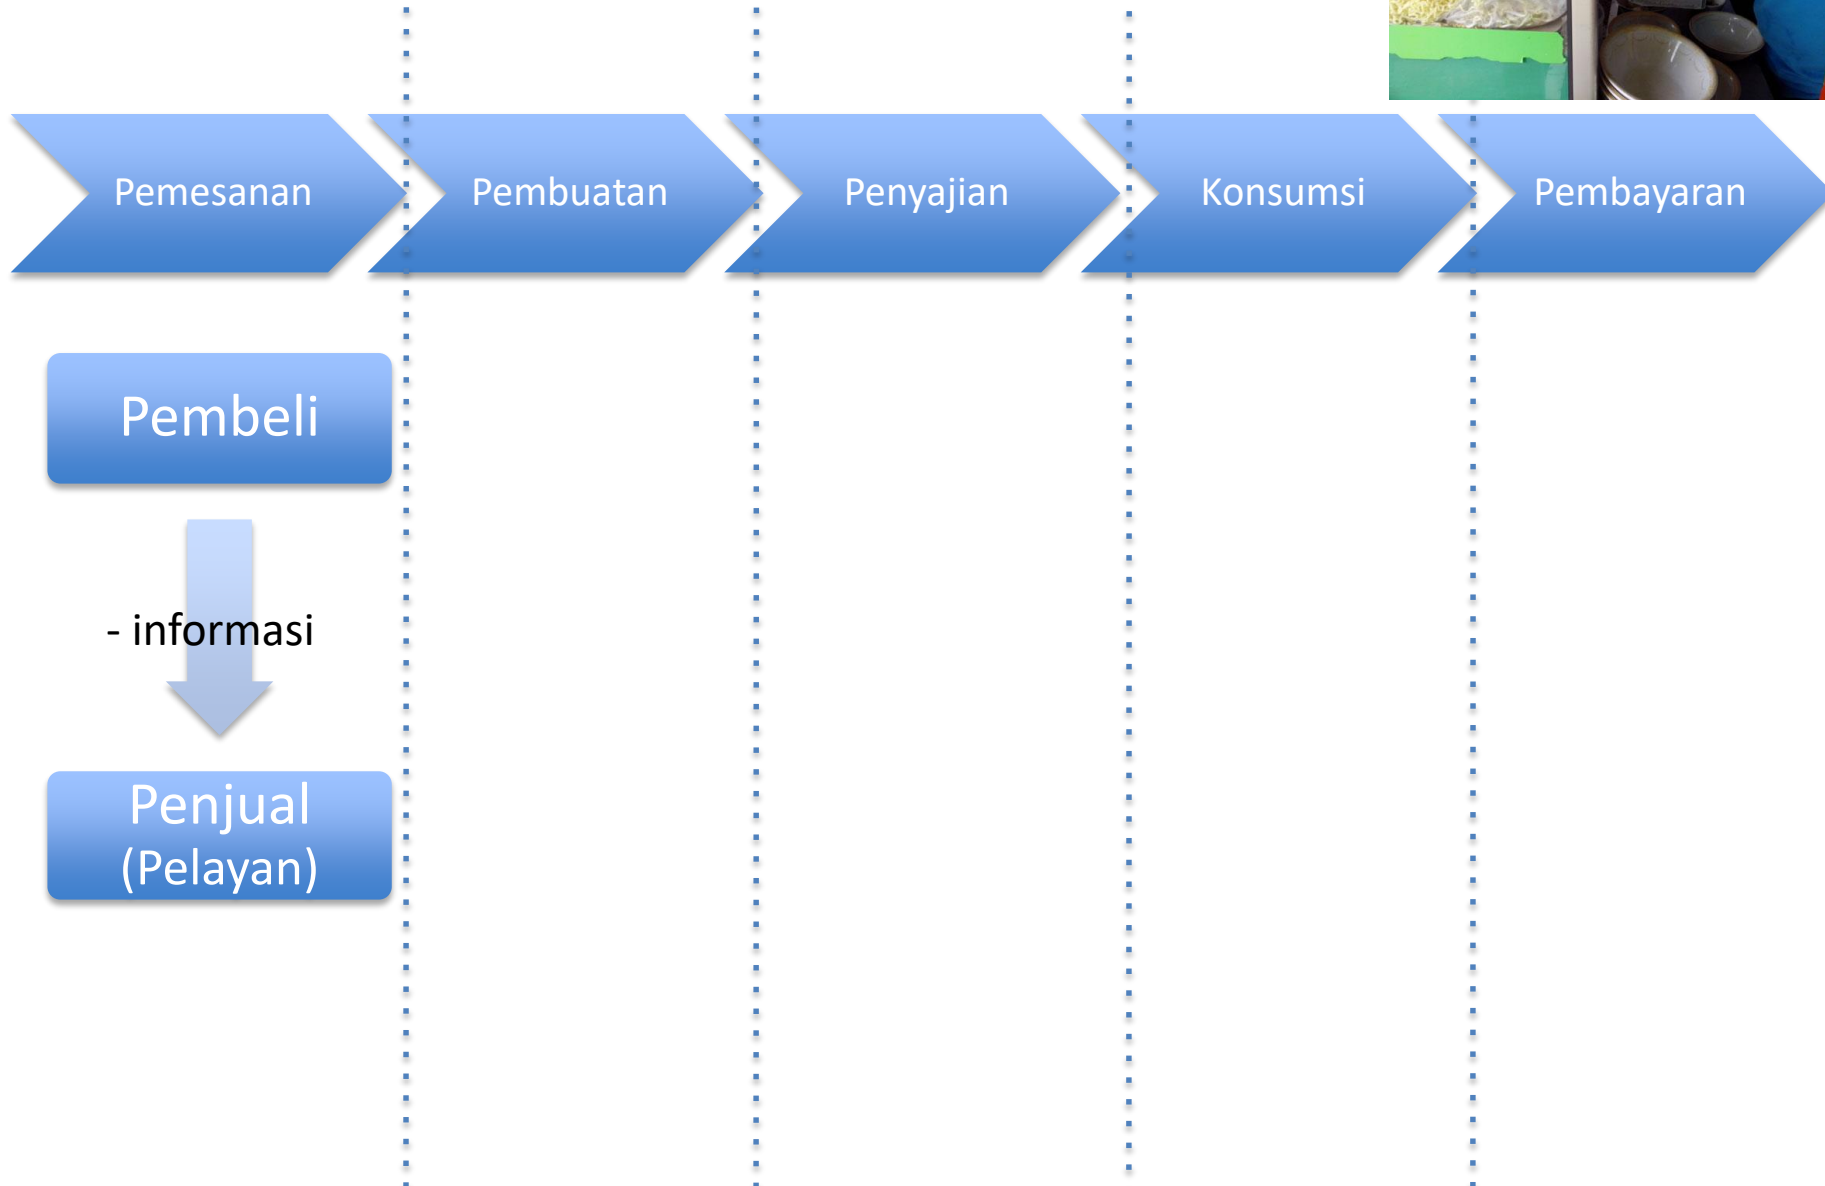 Pemesanan
Pembuatan
Penyajian
Konsumsi
Pembayaran
Pembeli
- informasi
Penjual
(Pelayan)